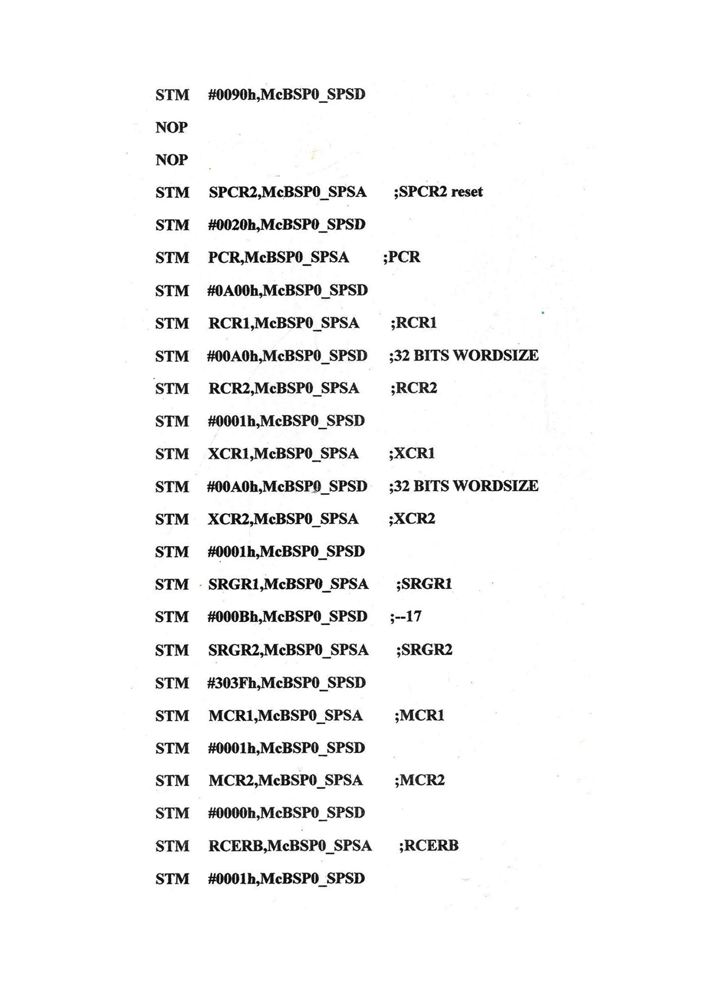 STM #0090h,McBSP0_SPSD
NOP
NOP
STM SPCR2,McBSP0_SPSA ;SPCR2 reset
STM #0020h,McBSP0_SPSD
STM PCR,McBSP0_SPSA ;PCR
STM #0A00h,McBSP0_SPSD
STM RCR1,McBSP0_SPSA ;RCR1
STM #00A0h,McBSP0_SPSD ;32 BITS WORDSIZE
STM RCR2,McBSP0_SPSA ;RCR2
STM #0001h,McBSP0_SPSD
STM XCR1,McBSP0_SPSA ;XCR1
STM #00A0h,McBSP0_SPSD ;32 BITS WORDSIZE
STM XCR2,McBSP0_SPSA ;XCR2
STM #0001h,McBSP0_SPSD
STM SRGR1,McBSP0_SPSA ;SRGR1
STM #000Bh,McBSP0_SPSD ;--17
STM SRGR2,McBSP0_SPSA ;SRGR2
STM #303Fh,McBSP0_SPSD
STM MCR1,McBSP0_SPSA ;MCR1
STM #0001h,McBSP0_SPSD
STM MCR2,McBSP0_SPSA ;MCR2
STM #0000h,McBSP0_SPSD
STM RCERB,McBSP0_SPSA ;RCERB
STM #0001h,McBSP0_SPSD